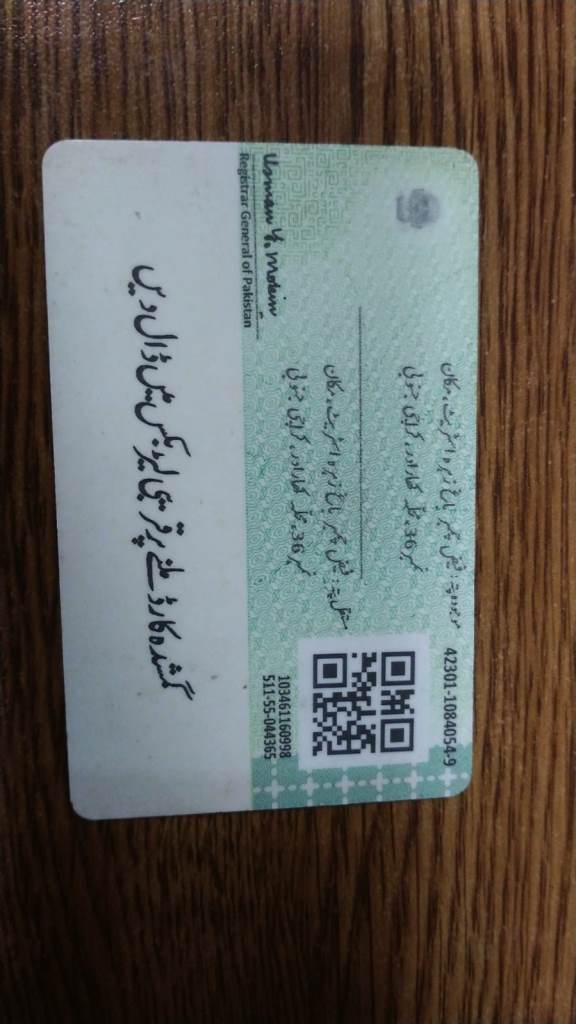 موجودہ پتہ: فیض چیمبر باغ زہرہ اسٹریٹ، مکان
نمبر 36، محلہ کھارادر، کراچی جنوبی
42301-1084054-9
مستقل پتہ: فیض چیمبر باغ زہرہ اسٹریٹ، مکان
نمبر 36، محلہ کھارادر، کراچی جنوبی
103461160998
511-55-044365
Usman Y. Mobin
Registrar General of Pakistan
گمشدہ کارڈ ملنے پر قریبی لیٹر بکس میں ڈال دیں